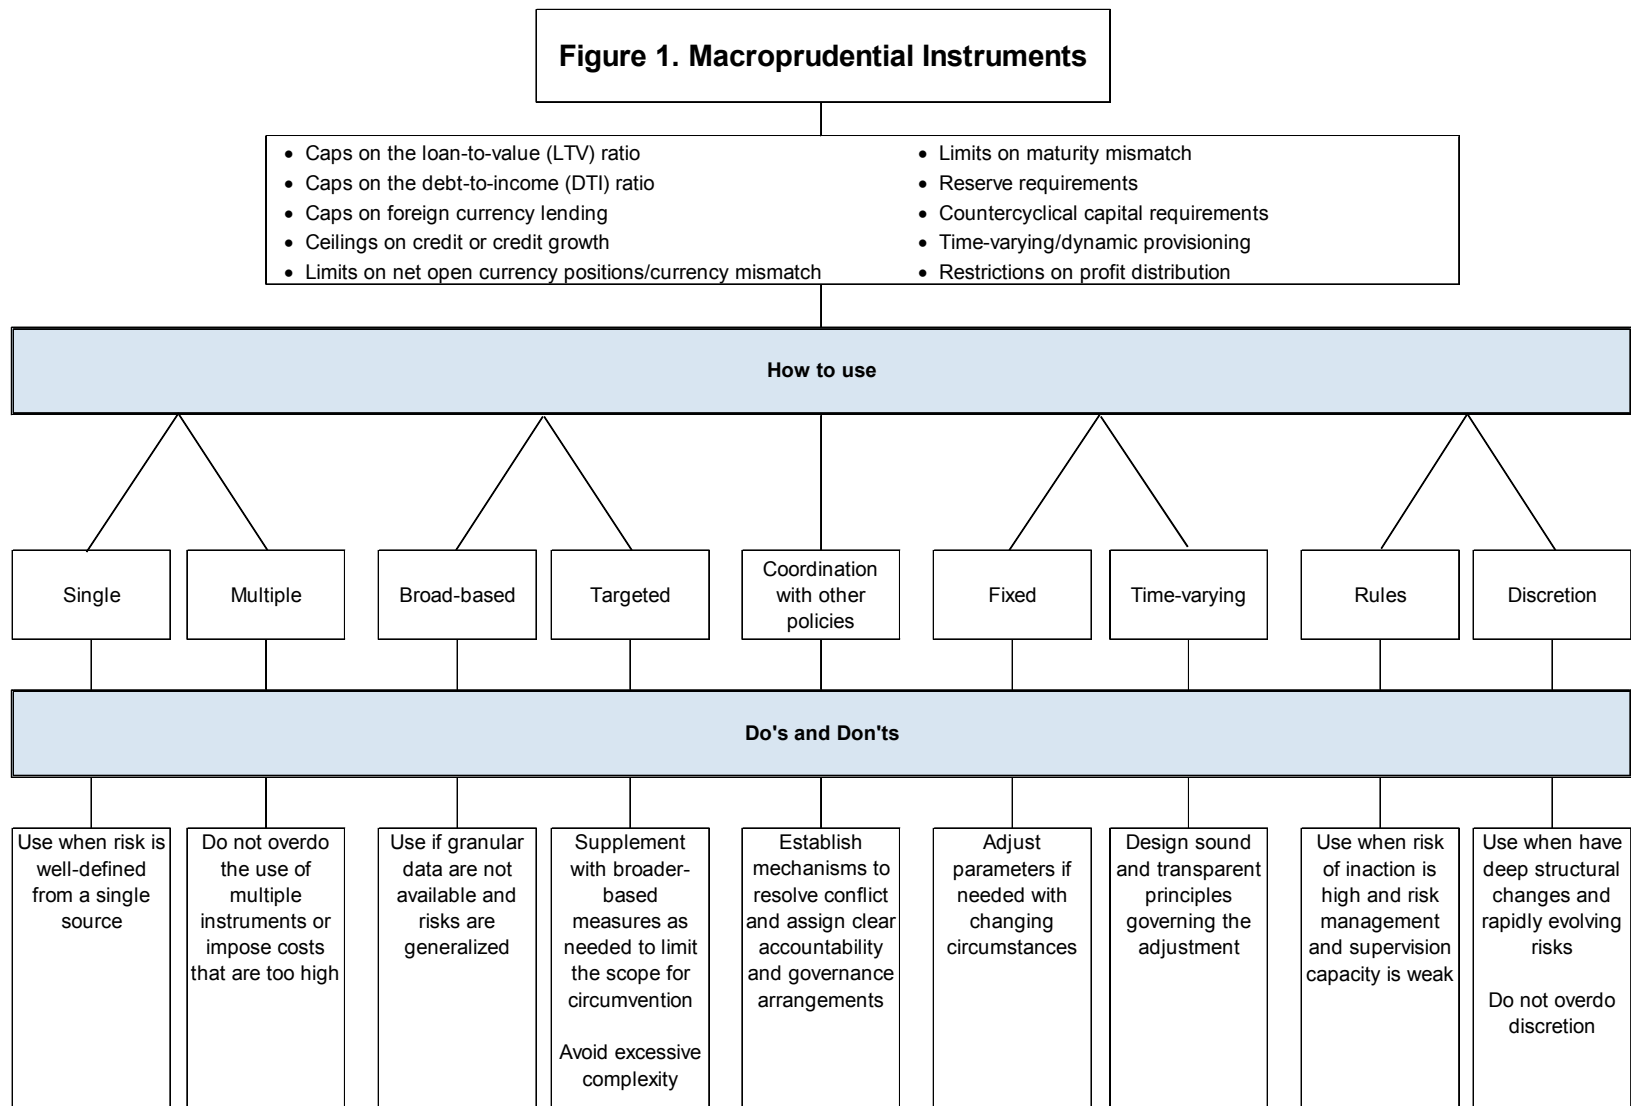 Figure 1. Macroprudential Instruments
• Caps on the loan-to-value (LTV) ratio
• Caps on the debt-to-income (DTI) ratio
• Caps on foreign currency lending
• Ceilings on credit or credit growth
• Limits on net open currency positions/currency mismatch
• Limits on maturity mismatch
• Reserve requirements
• Countercyclical capital requirements
• Time-varying/dynamic provisioning
• Restrictions on profit distribution
How to use
Single
Multiple
Broad-based
Targeted
Coordination
with other
policies
Fixed
Time-varying
Rules
Discretion
Do's and Don'ts
Use when risk is
well-defined
from a single
source
Do not overdo
the use of
multiple
instruments or
impose costs
that are too high
Use if granular
data are not
available and
risks are
generalized
Supplement
with broader-
based
measures as
needed to limit
the scope for
circumvention
Avoid excessive
complexity
Establish
mechanisms to
resolve conflict
and assign clear
accountability
and governance
arrangements
Adjust
parameters if
needed with
changing
circumstances
Design sound
and transparent
principles
governing the
adjustment
Use when risk
of inaction is
high and risk
management
and supervision
capacity is weak
Use when have
deep structural
changes and
rapidly evolving
risks
Do not overdo
discretion